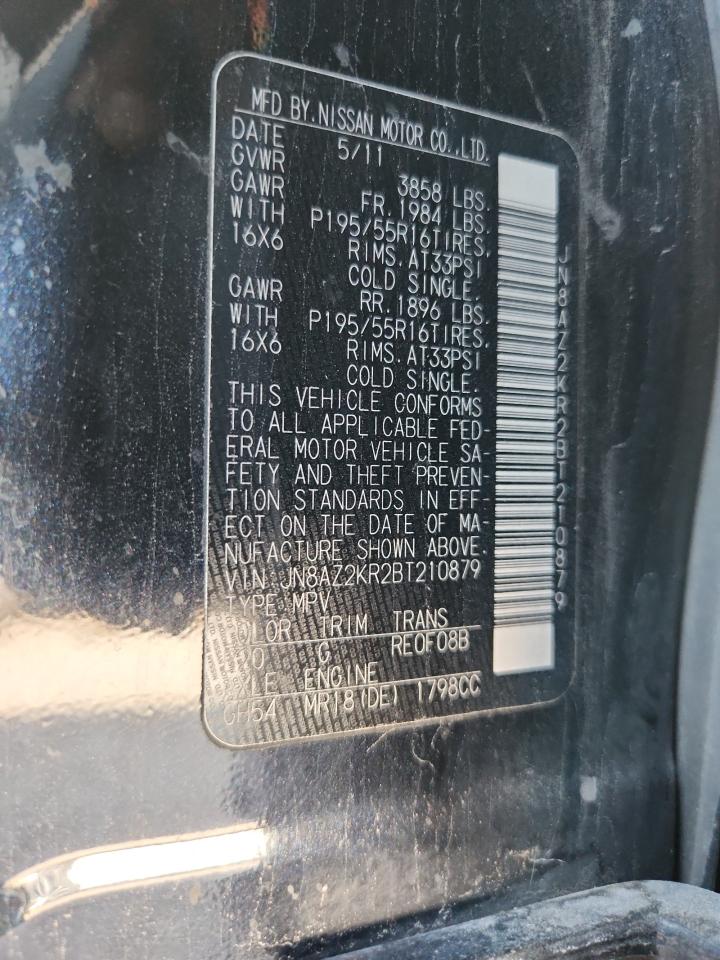 MFD BY. NISSAN MOTOR CO.,LTD.
DATE 5/11
GVWR 3858 LBS.
GAWR FR. 1984 LBS.
WITH P195/55R16TIRES,
16X6 RIMS. AT33PSI
COLD SINGLE.
GAWR RR. 1896 LBS.
WITH P195/55R16TIRES,
16X6 RIMS. AT33PSI
COLD SINGLE.
THIS VEHICLE CONFORMS
TO ALL APPLICABLE FED-
ERAL MOTOR VEHICLE SA-
FETY AND THEFT PREVEN-
TION STANDARDS IN EFF-
ECT ON THE DATE OF MA-
NUFACTURE SHOWN ABOVE.
VIN: JN8AZ2KR2BT210879
TYPE: MPV
COLOR TRIM TRANS
G RE0F08B
AXLE ENGINE
GH54 MR18(DE) 1798CC
JN8AZ2KR2BT210879